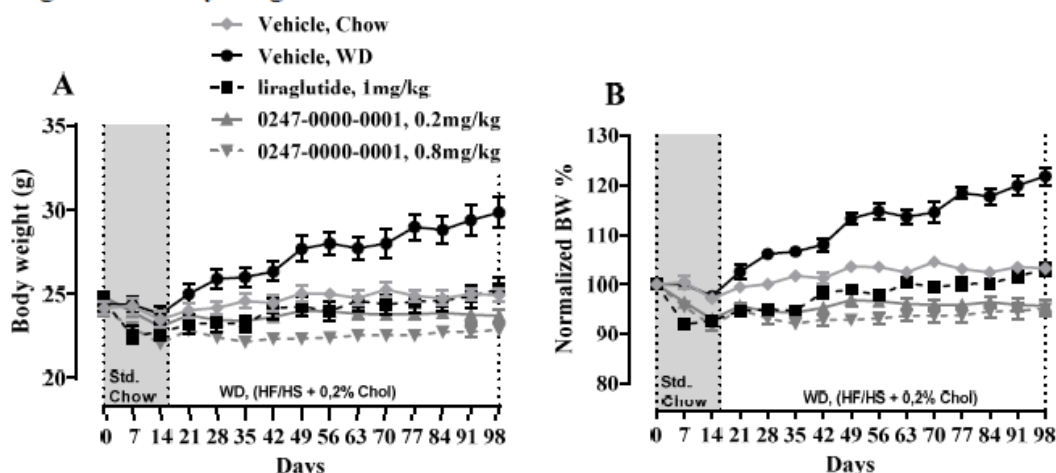 Vehicle, Chow
Vehicle, WD
liraglutide, 1mg/kg
0247-0000-0001, 0.2mg/kg
0247-0000-0001, 0.8mg/kg
A
Body weight (g)
35
30
25
20
Std.
Chow
WD, (HF/HS + 0,2% Chol)
0 7 14 21 28 35 42 49 56 63 70 77 84 91 98
Days
B
Normalized BW %
130
120
110
100
90
80
Std.
Chow
WD, (HF/HS + 0,2% Chol)
0 7 14 21 28 35 42 49 56 63 70 77 84 91 98
Days